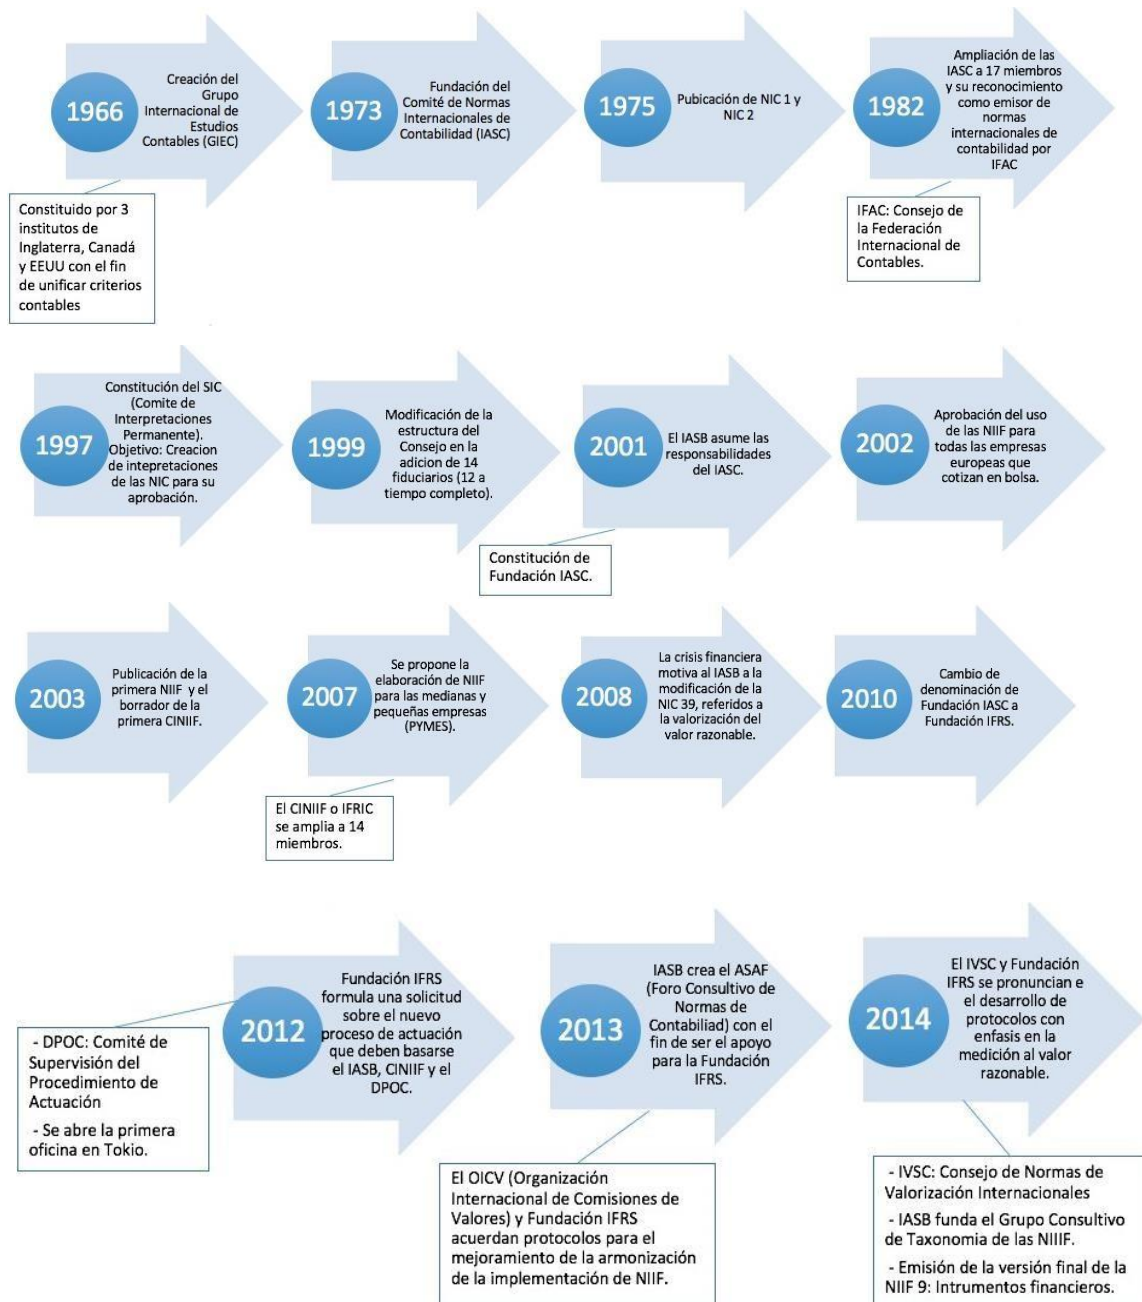 1966
Creación del
Grupo
Internacional de
Estudios
Contables (GIEC)
Constituido por 3
institutos de
Inglaterra, Canadá
y EEUU con el fin
de unificar criterios
contables
1973
Fundación del
Comité de Normas
Internacionales de
Contabilidad (IASC)
1975
Pubicación de NIC 1 y
NIC 2
1982
Ampliación de las
IASC a 17 miembros
y su reconocimiento
como emisor de
normas
internacionales de
contabilidad por
IFAC
IFAC: Consejo de
la Federación
Internacional de
Contables.
1997
Constitución del SIC
(Comite de
Interpretaciones
Permanente).
Objetivo: Creacion
de intepretaciones
de las NIC para su
aprobación.
1999
Modificación de la
estructura del
Consejo en la
adicion de 14
fiduciarios (12 a
tiempo completo).
2001
El IASB asume las
responsabilidades
del IASC.
Constitución de
Fundación IASC.
2002
Aprobación del uso
de las NIIF para
todas las empresas
europeas que
cotizan en bolsa.
2003
Publicación de la
primera NIIF y el
borrador de la
primera CINIIF.
2007
Se propone la
elaboración de NIIF
para las medianas y
pequeñas empresas
(PYMES).
El CINIIF o IFRIC
se amplia a 14
miembros.
2008
La crisis financiera
motiva al IASB a la
modificación de la
NIC 39, referidos a
la valorización del
valor razonable.
2010
Cambio de
denominación de
Fundación IASC a
Fundación IFRS.
2012
Fundación IFRS
formula una solicitud
sobre el nuevo
proceso de actuación
que deben basarse
el IASB, CINIIF y el
DPOC.
- DPOC: Comité de
Supervisión del
Procedimiento de
Actuación
- Se abre la primera
oficina en Tokio.
2013
IASB crea el ASAF
(Foro Consultivo de
Normas de
Contabiliad) con el
fin de ser el apoyo
para la Fundación
IFRS.
El OICV (Organización
Internacional de Comisiones de
Valores) y Fundación IFRS
acuerdan protocolos para el
mejoramiento de la armonización
de la implementación de NIIF.
2014
El IVSC y Fundación
IFRS se pronuncian e
el desarrollo de
protocolos con
enfasis en la
medición al valor
razonable.
- IVSC: Consejo de Normas de
Valorización Internacionales
- IASB funda el Grupo Consultivo
de Taxonomia de las NIIIF.
- Emisión de la versión final de la
NIIF 9: Intrumentos financieros.